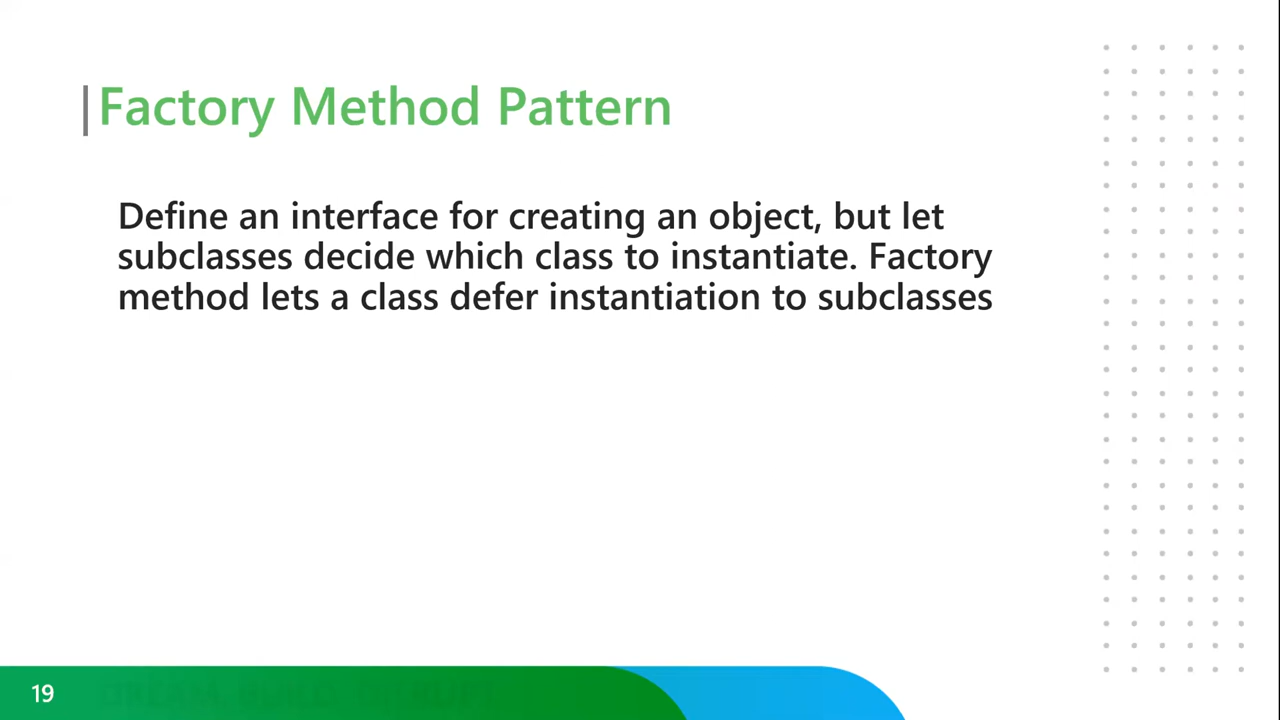 Factory Method Pattern
Define an interface for creating an object, but let
subclasses decide which class to instantiate. Factory
method lets a class defer instantiation to subclasses
19